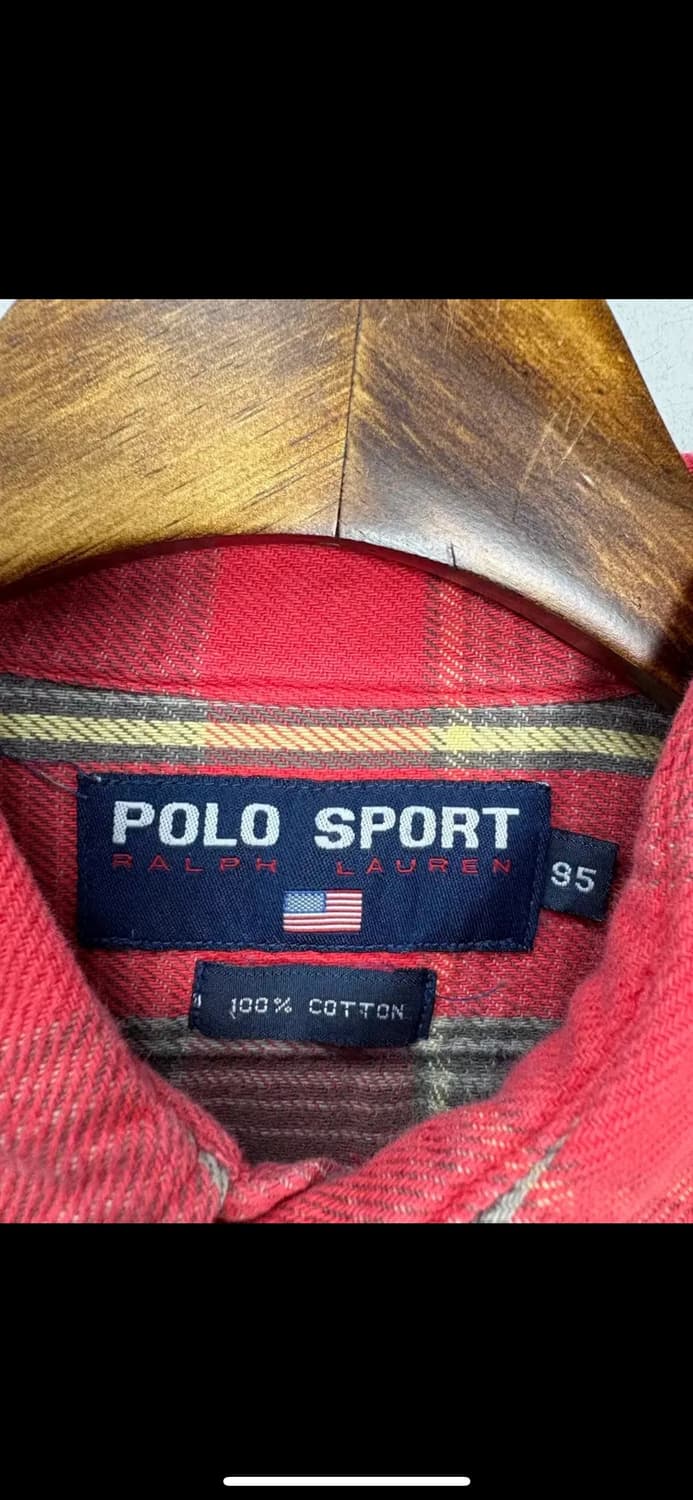 POLO SPORT
RALPH LAUREN
95
100% COTTON